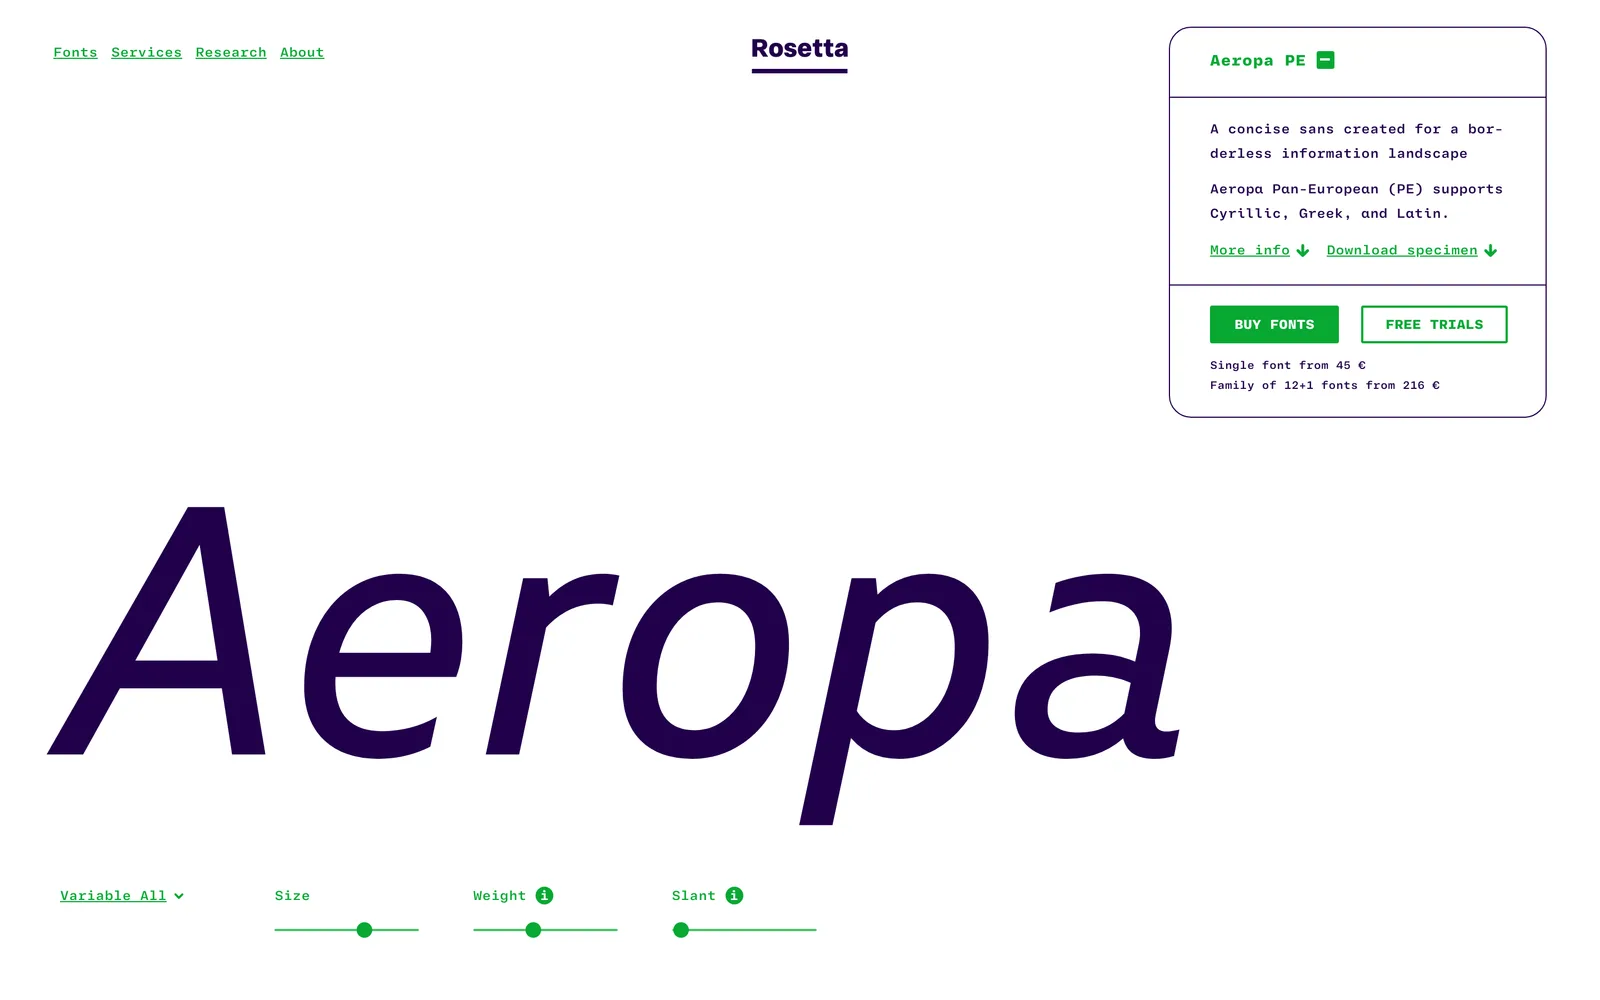 Fonts Services Research About
Rosetta
Aeropa PE
A concise sans created for a bor-
derless information landscape
Aeropa Pan-European (PE) supports
Cyrillic, Greek, and Latin.
More info Download specimen
BUY FONTS FREE TRIALS
Single font from 45 €
Family of 12+1 fonts from 216 €
Aeropa
Variable All Size Weight i Slant i